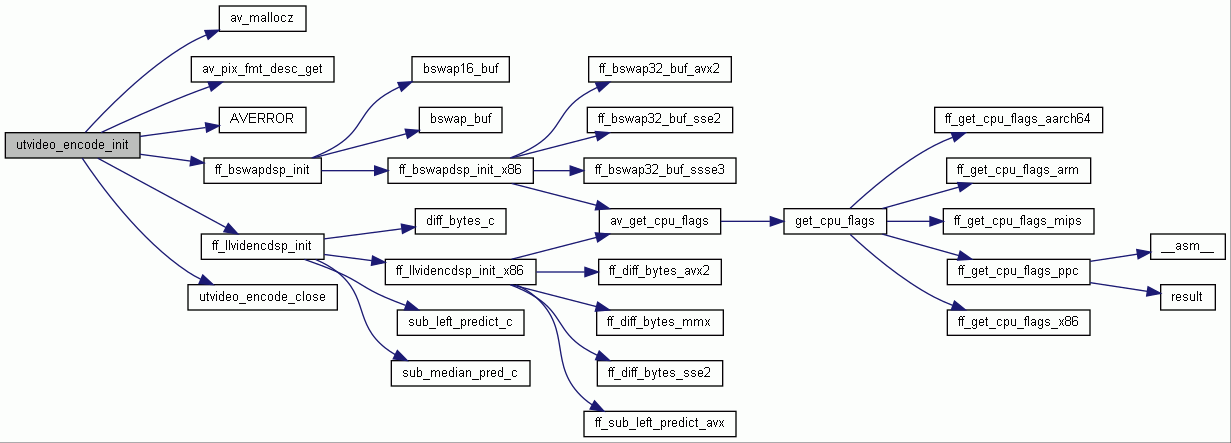 av_mallocz
av_pix_fmt_desc_get
AVERROR
utvideo_encode_init
ff_bswapdsp_init
ff_llvidencdsp_init
utvideo_encode_close
bswap16_buf
bswap_buf
ff_bswapdsp_init_x86
diff_bytes_c
ff_llvidencdsp_init_x86
sub_left_predict_c
sub_median_pred_c
ff_bswap32_buf_avx2
ff_bswap32_buf_sse2
ff_bswap32_buf_ssse3
av_get_cpu_flags
ff_diff_bytes_avx2
ff_diff_bytes_mmx
ff_diff_bytes_sse2
ff_sub_left_predict_avx
get_cpu_flags
ff_get_cpu_flags_aarch64
ff_get_cpu_flags_arm
ff_get_cpu_flags_mips
ff_get_cpu_flags_ppc
ff_get_cpu_flags_x86
__asm__
result